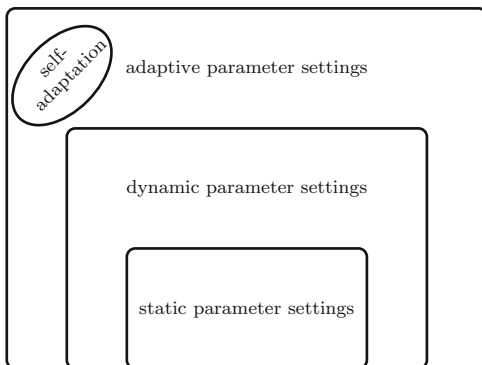 self-
adaptation
adaptive parameter settings
dynamic parameter settings
static parameter settings